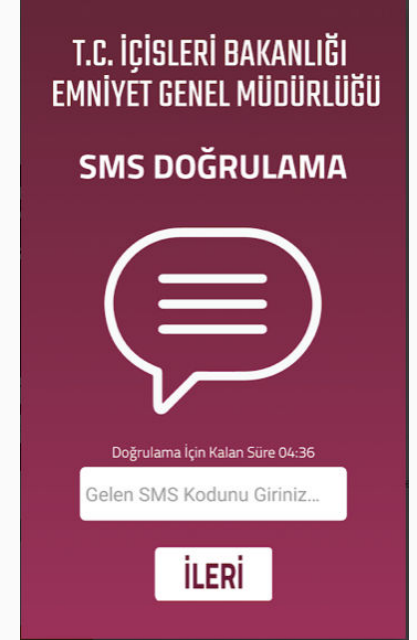 T.C. İÇİSLERİ BAKANLIĞI
EMNİYET GENEL MÜDÜRLÜĞÜ
SMS DOĞRULAMA
Doğrulama İçin Kalan Süre 04:36
Gelen SMS Kodunu Giriniz...
İLERİ